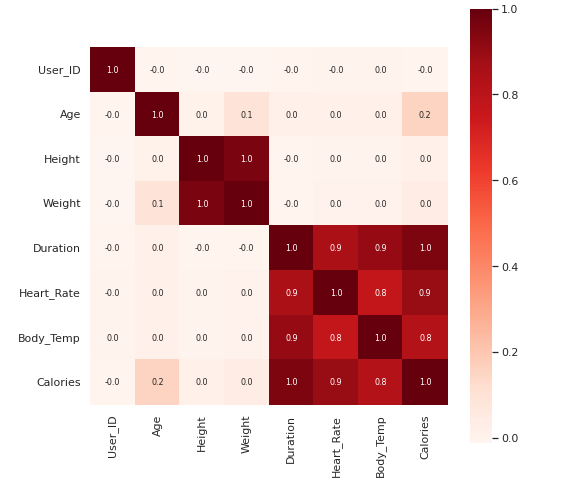 1.0
User_ID 1.0 -0.0 -0.0 -0.0 -0.0 -0.0 0.0 -0.0
0.8
Age -0.0 1.0 0.0 0.1 0.0 0.0 0.0 0.2
Height -0.0 0.0 1.0 1.0 -0.0 0.0 0.0 0.0
0.6
Weight -0.0 0.1 1.0 1.0 -0.0 0.0 0.0 0.0
Duration -0.0 0.0 -0.0 -0.0 1.0 0.9 0.9 1.0
0.4
Heart_Rate -0.0 0.0 0.0 0.0 0.9 1.0 0.8 0.9
Body_Temp 0.0 0.0 0.0 0.0 0.9 0.8 1.0 0.8
0.2
Calories -0.0 0.2 0.0 0.0 1.0 0.9 0.8 1.0
0.0
User_ID
Age
Height
Weight
Duration
Heart_Rate
Body_Temp
Calories